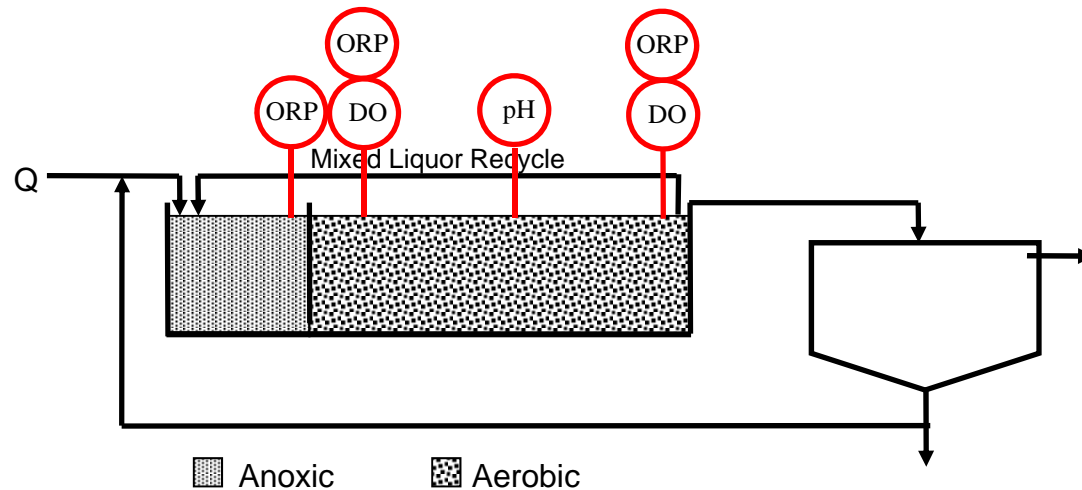 ORP
ORP
ORP
DO
pH
DO
Mixed Liquor Recycle
Q
Anoxic
Aerobic